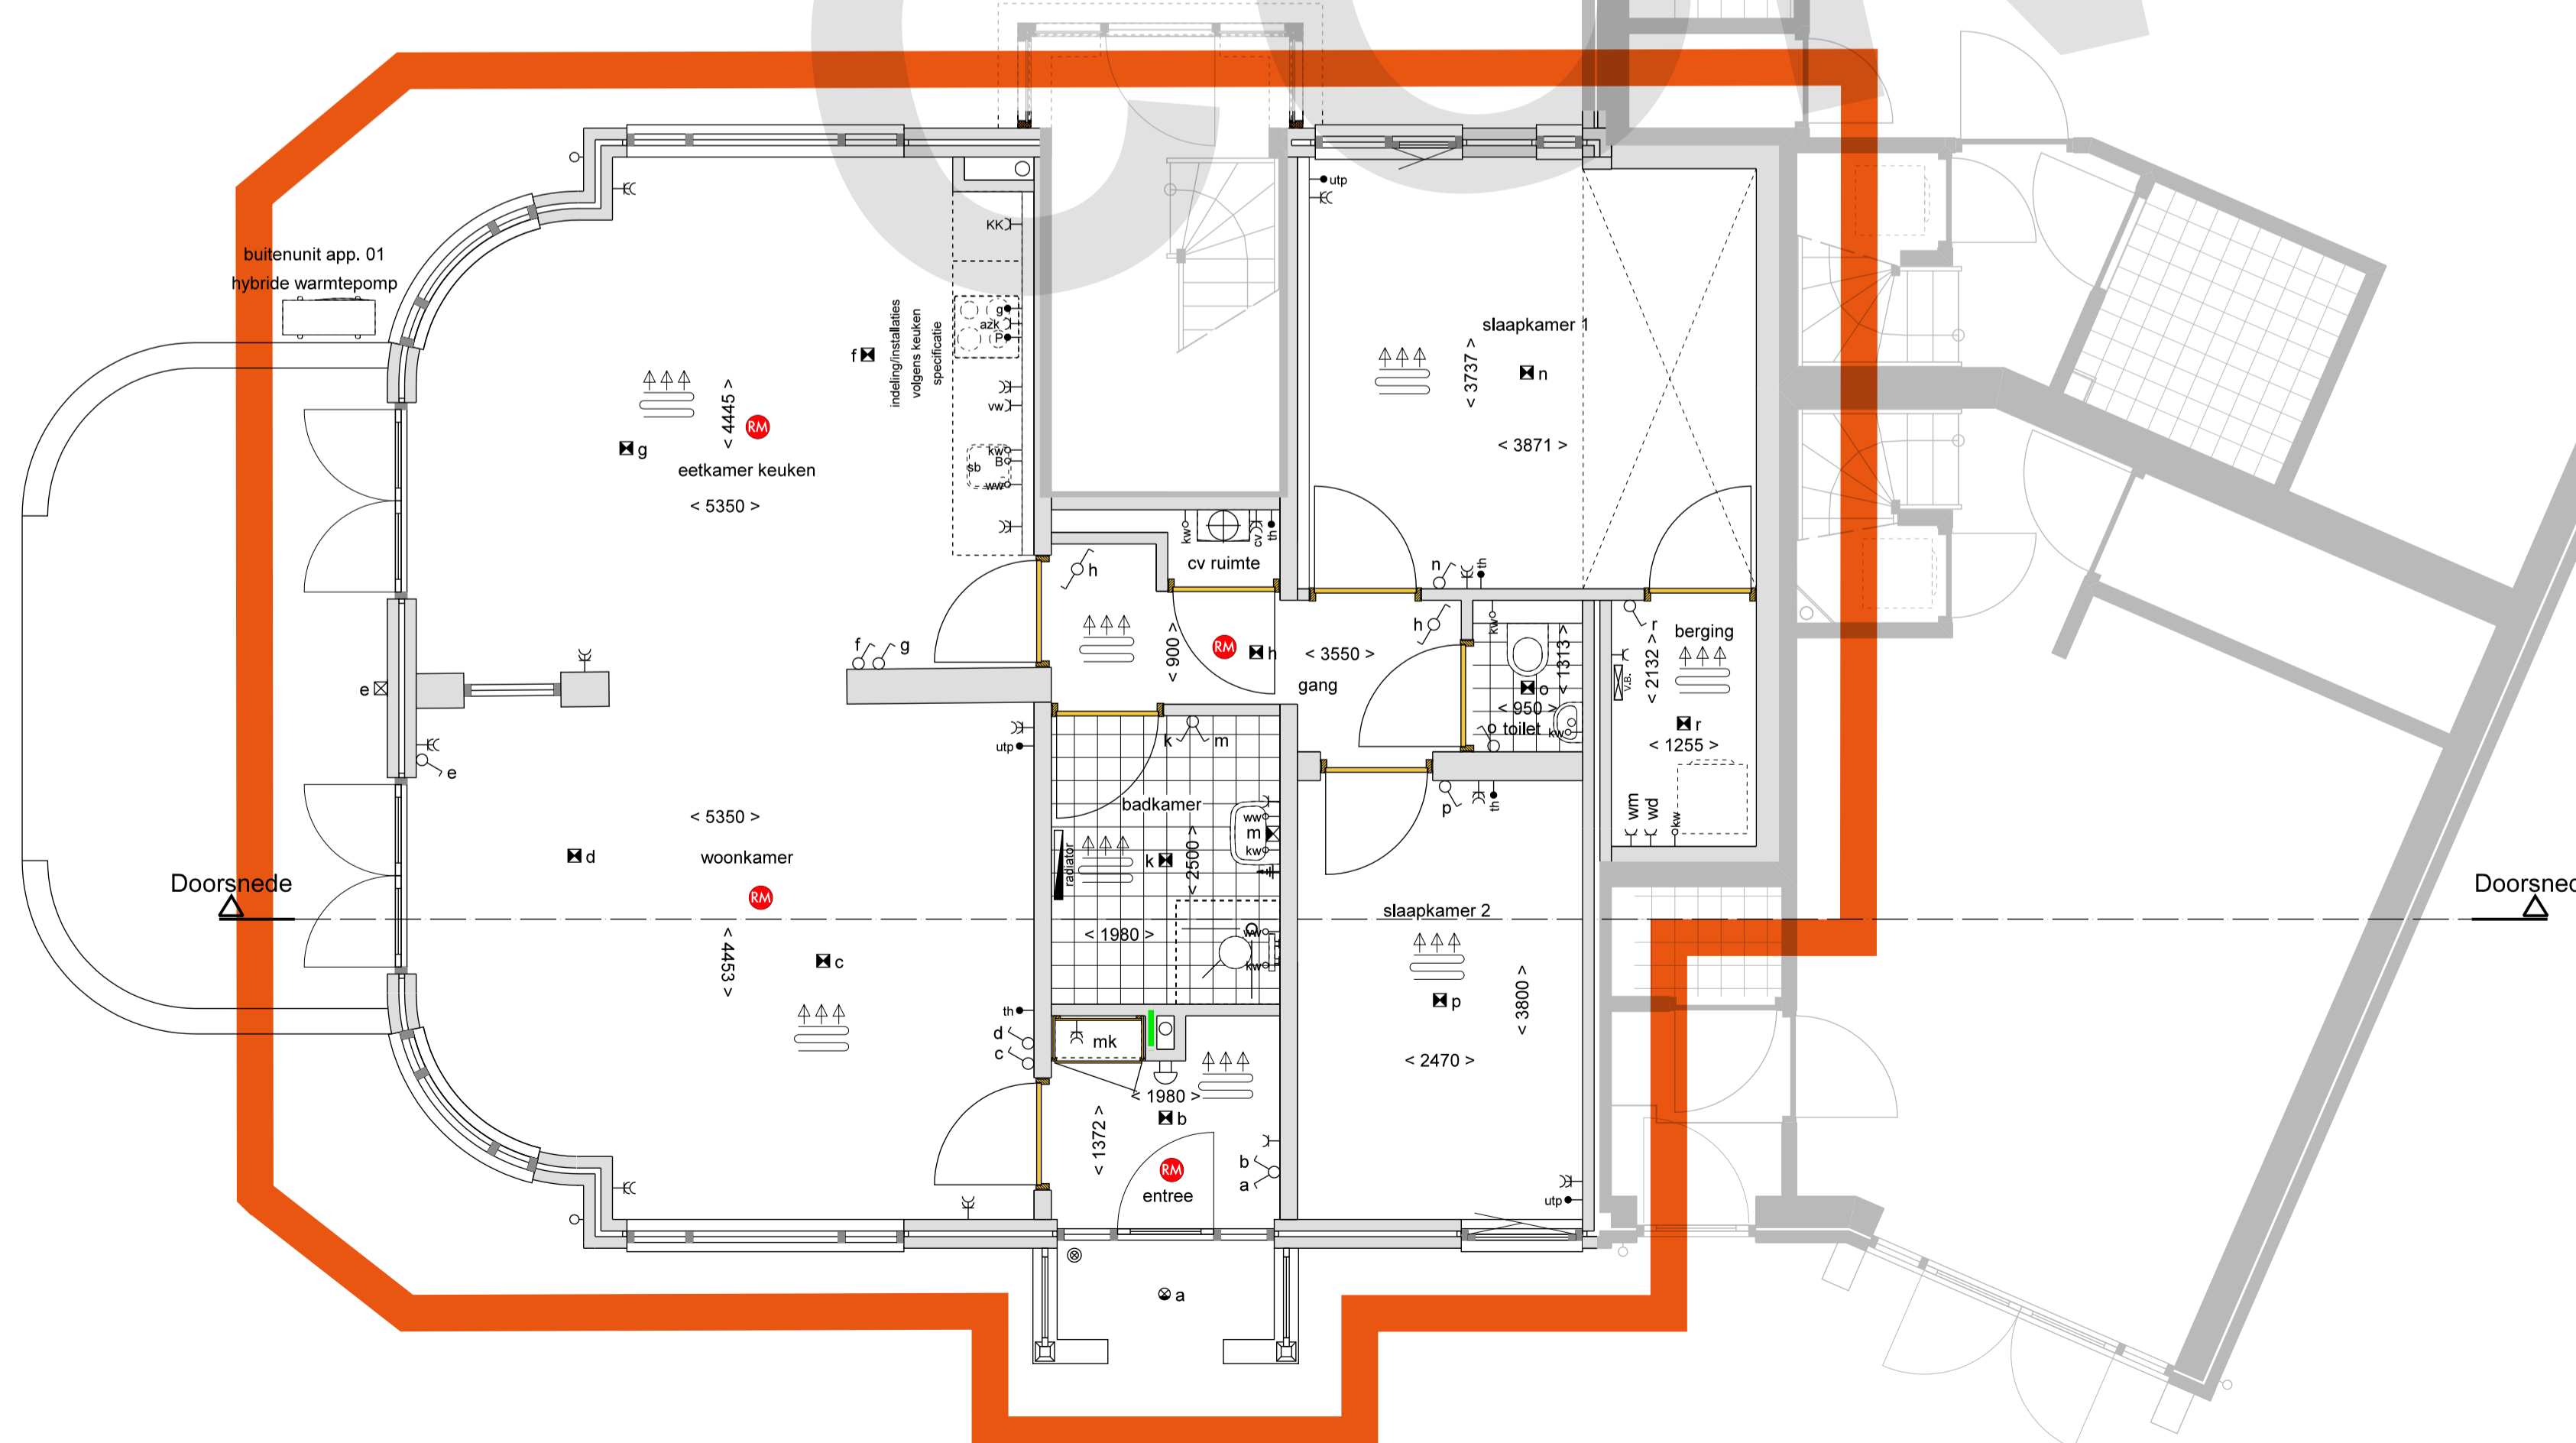 buitenunit app. 01
hybride warmtepomp
utp
KK
g
azk
P
indeling/installaties
volgens keuken
specificatie
f
vw
kw
B
sb
ww
g
< 4445 >
RM
eetkamer keuken
< 5350 >
slaapkamer 1
n
< 3737 >
< 3871 >
kw
cv
th
cv ruimte
h
n
th
h
kw
r
berging
f
g
< 900 >
RM
h
< 3550 >
gang
< 1313 >
o
< 950 >
o
toilet
kw
< 2132 >
v.B.
r
< 1255 >
e
e
utp
k
m
badkamer
p
th
wm
wd
kw
< 5350 >
woonkamer
d
RM
radiator
k
< 2500 >
ww
m
kw
Doorsnede
Doorsned
slaapkamer 2
< 1980 >
ww
kw
< 4453 >
c
p
< 3800 >
< 2470 >
th
d
c
mk
< 1980 >
b
< 1372 >
RM
entree
b
a
utp
a